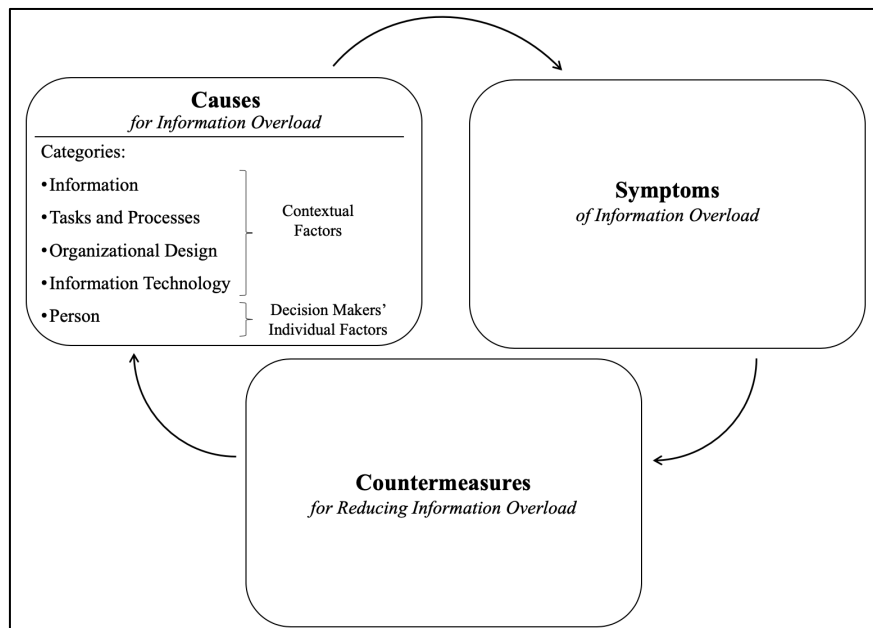 Causes
for Information Overload
Categories:
•Information
•Tasks and Processes
•Organizational Design
•Information Technology
Contextual
Factors
•Person
Decision Makers’
Individual Factors
Symptoms
of Information Overload
Countermeasures
for Reducing Information Overload